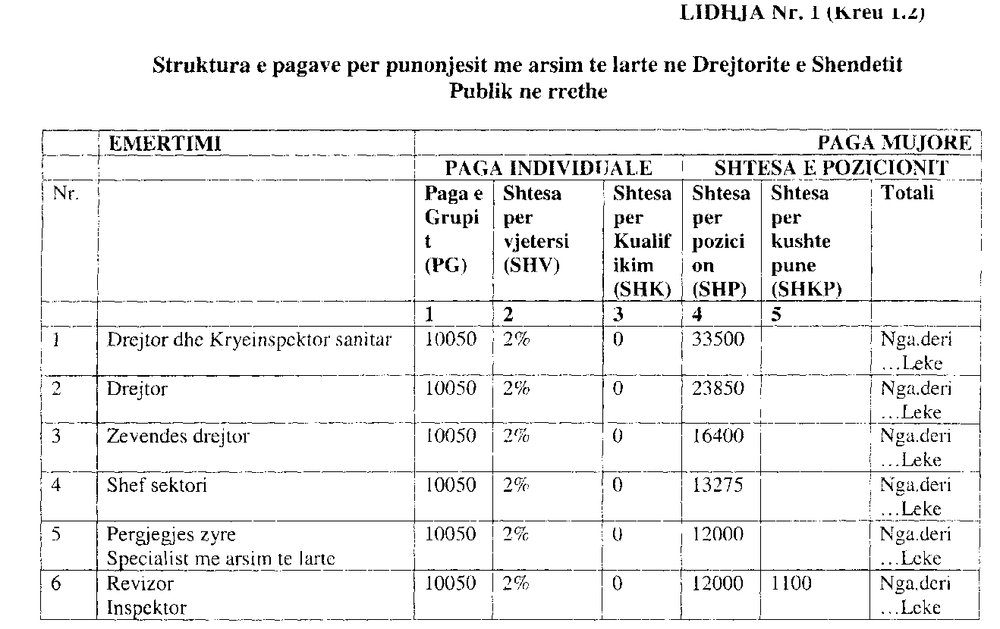 LIDHJA Nr. 1 (Kreu 1.2)
Struktura e pagave per punonjesit me arsim te larte ne Drejtorite e Shendetit
Publik ne rrethe
EMERTIMI PAGA MUJORE
PAGA INDIVIDUALE SHTESA E POZICIONIT
Nr. Paga e Shtesa Shtesa Shtesa Shtesa Totali
Grupi per per per per
t vjetersi Kualif pozici kushte
(PG) (SHV) ikim on pune
(SHK) (SHP) (SHKP)
1 2 3 4 5
1 Drejtor dhe Kryeinspektor sanitar 10050 2% 0 33500 Nga.deri
...Leke
2 Drejtor 10050 2% 0 23850 Nga.deri
...Leke
3 Zevendes drejtor 10050 2% 0 16400 Nga.deri
...Leke
4 Shef sektori 10050 2% 0 13275 Nga.deri
...Leke
5 Pergjegjes zyre 10050 2% 0 12000 Nga.deri
Specialist me arsim te larte ...Leke
6 Revizor 10050 2% 0 12000 1100 Nga.deri
Inspektor ...Leke